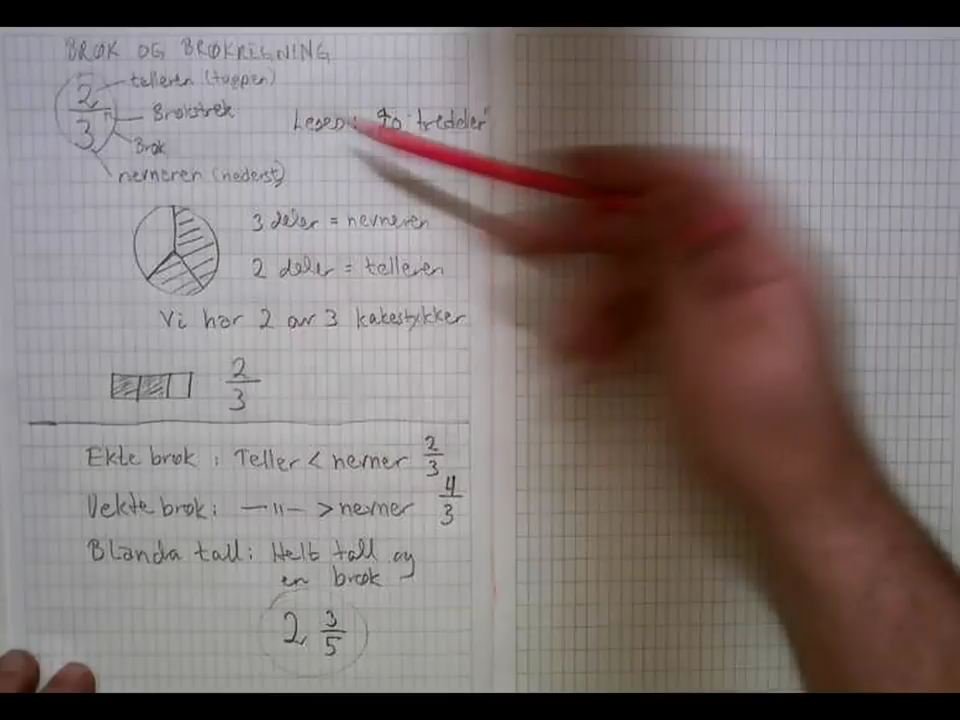 BRØK OG BRØKREGNING
2/3
telleren (toppen)
Brøkstrek
Brøk
nevneren (nederst)
Leses: "to tredeler"
3 deler = nevneren
2 deler = telleren
Vi har 2 av 3 kakestykker
2/3
Ekte brøk : Teller < nevner 2/3
Uekte brøk : —"— > nevner 4/3
Blanda tall : Helt tall og
en brøk
2 3/5